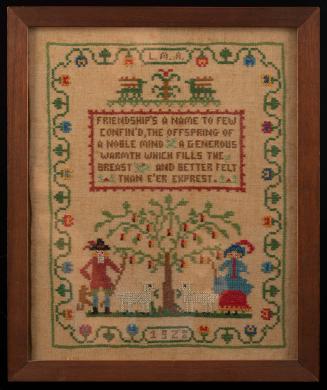 L.M.A.
FRIENDSHIP'S A NAME TO FEW
CONFIN'D, THE OFFSPRING OF
A NOBLE MIND A GENEROUS
WARMTH WHICH FILLS THE
BREAST AND BETTER FELT
THAN E'ER EXPREST.